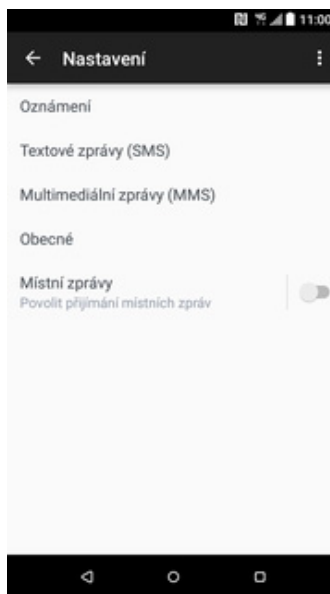 11:00
Nastavení
Oznámení
Textové zprávy (SMS)
Multimediální zprávy (MMS)
Obecné
Místní zprávy
Povolit přijímání místních zpráv